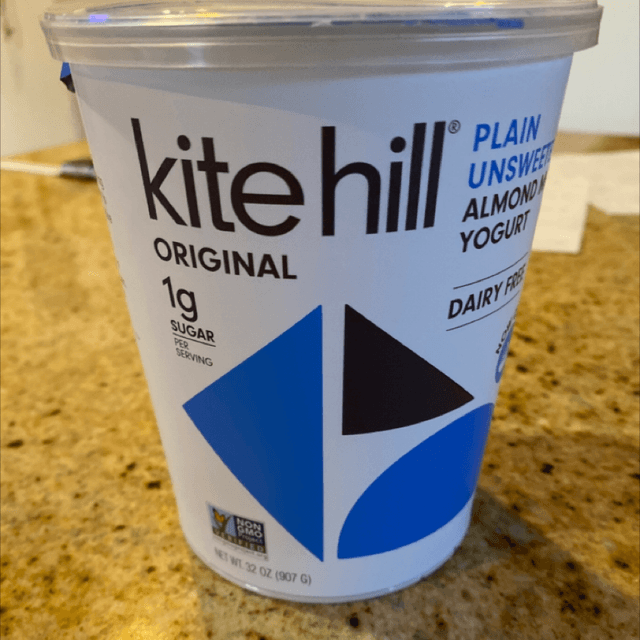 kite hill®
ORIGINAL
1g
SUGAR
PER
SERVING
PLAIN
UNSWEET
ALMOND M
YOGURT
DAIRY FRE
NON
GMO
VERIFIED
NET WT. 32 OZ (907 G)